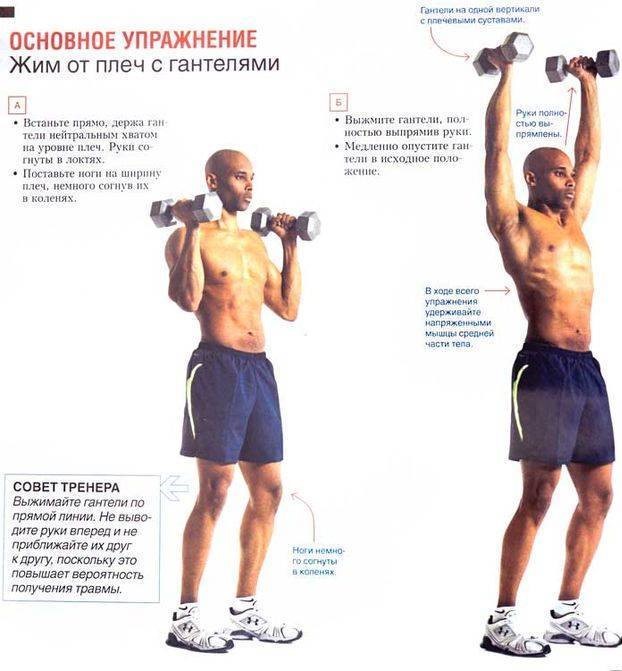 ОСНОВНОЕ УПРАЖНЕНИЕ
Жим от плеч с гантелями
А
• Встаньте прямо, держа ган-
тели нейтральным хватом
на уровне плеч. Руки со-
гнуты в локтях.
• Поставьте ноги на ширину
плеч, немного согнув их
в коленях.
Б
• Выжмите гантели, пол-
ностью выпрямив руки.
• Медленно опустите ган-
тели в исходное поло-
жение.
Гантели на одной вертикали
с плечевыми суставами.
Руки полно-
стью вы-
прямлены.
В ходе всего
упражнения
удерживайте
напряженными
мышцы средней
части тела.
СОВЕТ ТРЕНЕРА
Выжимайте гантели по
прямой линии. Не выво-
дите руки вперед и не
приближайте их друг
к другу, поскольку это
повышает вероятность
получения травмы.
Ноги немно-
го согнуты
в коленях.